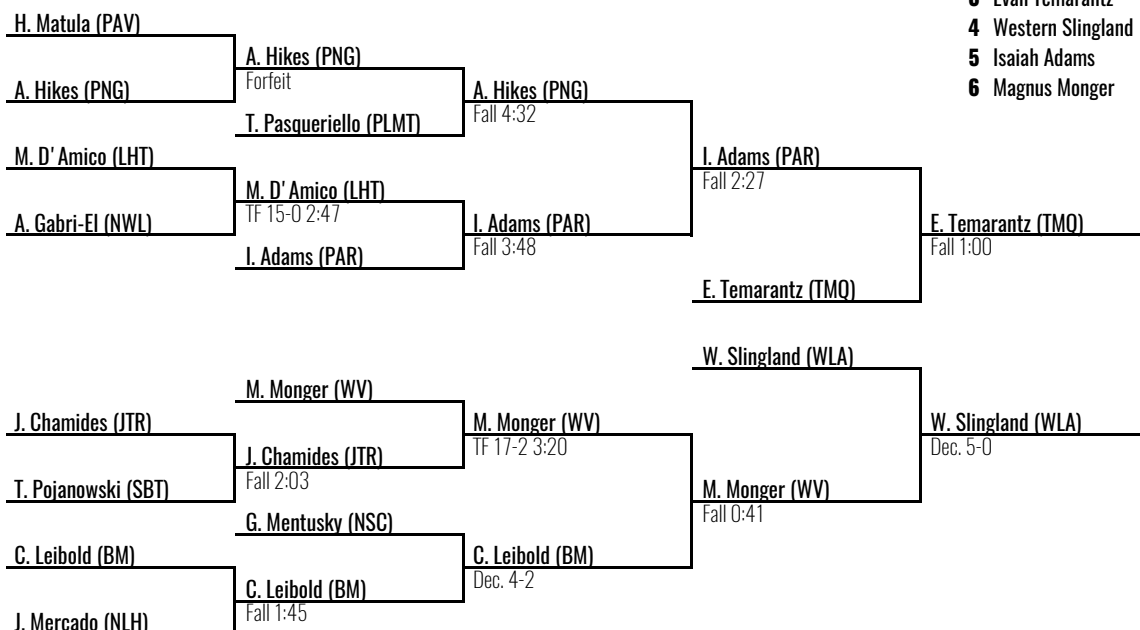 3 Evan Temarantz
4 Western Slingland
5 Isaiah Adams
6 Magnus Monger
H. Matula (PAV)
A. Hikes (PNG)
Forfeit
A. Hikes (PNG)
A. Hikes (PNG)
Fall 4:32
T. Pasqueriello (PLMT)
M. D'Amico (LHT)
I. Adams (PAR)
Fall 2:27
M. D'Amico (LHT)
TF 15-0 2:47
A. Gabri-El (NWL)
I. Adams (PAR)
Fall 3:48
E. Temarantz (TMQ)
Fall 1:00
I. Adams (PAR)
E. Temarantz (TMQ)
W. Slingland (WLA)
M. Monger (WV)
J. Chamides (JTR)
M. Monger (WV)
TF 17-2 3:20
W. Slingland (WLA)
Dec. 5-0
J. Chamides (JTR)
Fall 2:03
T. Pojanowski (SBT)
M. Monger (WV)
Fall 0:41
G. Mentusky (NSC)
C. Leibold (BM)
C. Leibold (BM)
Dec. 4-2
C. Leibold (BM)
Fall 1:45
J. Mercado (NLH)